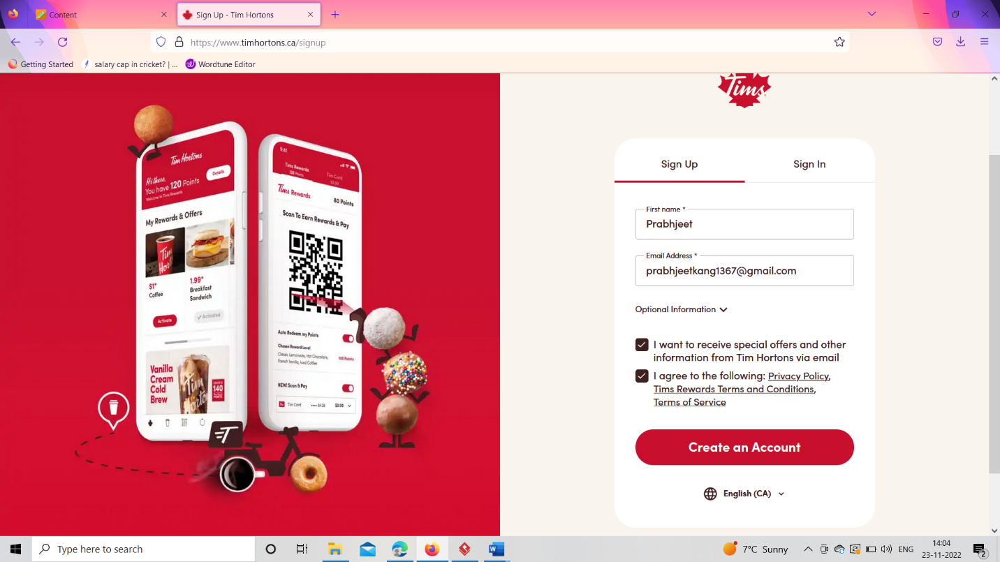 Content
Sign Up - Tim Hortons
https://www.timhortons.ca/signup
Getting Started
salary cap in cricket? | ...
Wordtune Editor
Tim Hortons
Details
Hi there,
You have 120 Points
Welcome to Tims Rewards
My Rewards & Offers
$1*
Coffee
Activate
1.99*
Breakfast
Sandwich
Activated
Vanilla
Cream
Cold
Brew
140
9:41
Tims Rewards
120 Points
Tim Card
$3.00
Tims Rewards
80 Points
Scan To Earn Rewards & Pay
Auto Redeem my Points
Chosen Reward Level
Classic Lemonade, Hot Chocolate,
French Vanilla, Iced Coffee
100 Points
NEW! Scan & Pay
Tim Card
8428
$3.00
Tims
Sign Up
Sign In
First name *
Prabhjeet
Email Address *
prabhjeetkang1367@gmail.com
Optional Information
I want to receive special offers and other
information from Tim Hortons via email
I agree to the following: Privacy Policy,
Tims Rewards Terms and Conditions,
Terms of Service
Create an Account
English (CA)
Type here to search
7°C Sunny
ENG
14:04
23-11-2022
2